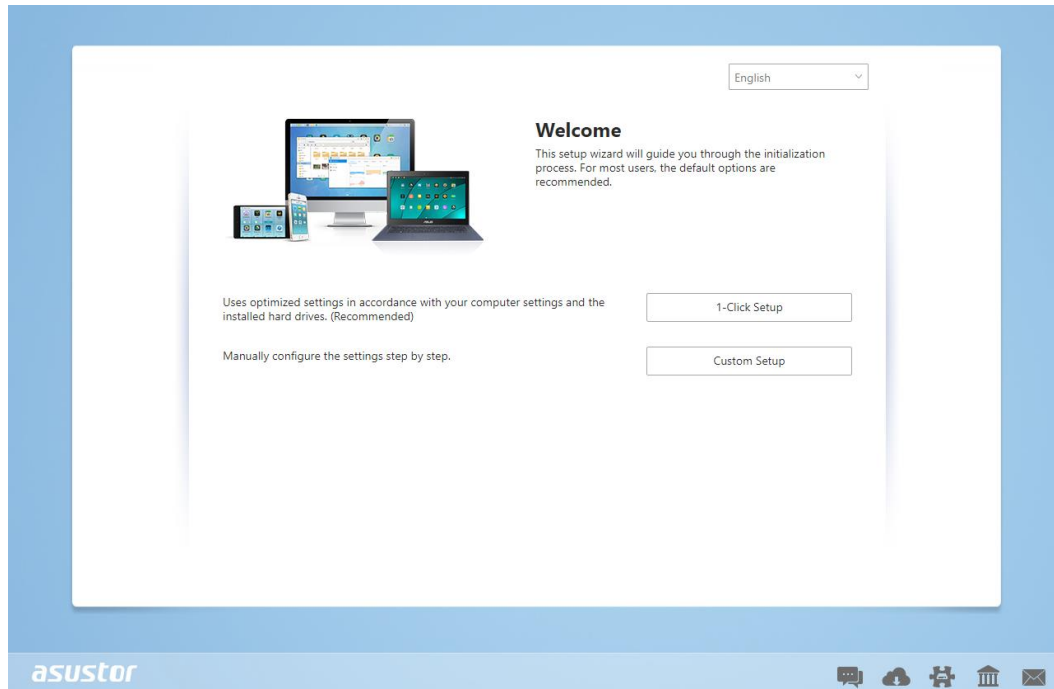 English
Welcome
This setup wizard will guide you through the initialization
process. For most users, the default options are
recommended.
Uses optimized settings in accordance with your computer settings and the
installed hard drives. (Recommended)
1-Click Setup
Manually configure the settings step by step.
Custom Setup
asustor